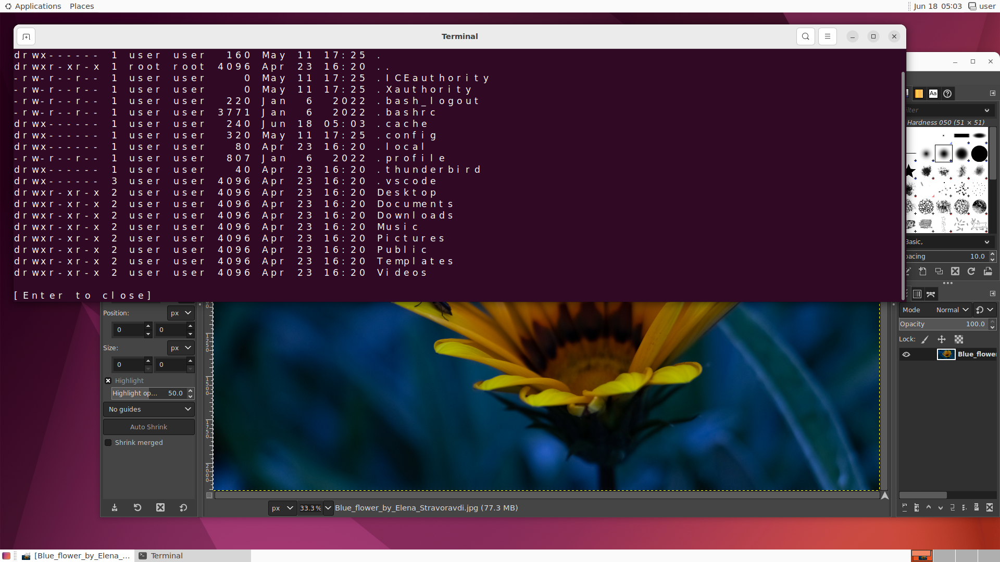 Applications Places Jun 18 05:03 user
Terminal
drwx------ 1 user user 160 May 11 17:25 .
drwxr-xr-x 1 root root 4096 Apr 23 16:20 ..
-rw-r--r-- 1 user user 0 May 11 17:25 .ICEauthority
-rw-r--r-- 1 user user 0 May 11 17:25 .Xauthority
-rw-r--r-- 1 user user 220 Jan 6 2022 .bash_logout
-rw-r--r-- 1 user user 3771 Jan 6 2022 .bashrc
drwx------ 1 user user 240 Jun 18 05:03 .cache
drwx------ 1 user user 320 May 11 17:25 .config
drwx------ 1 user user 80 Apr 23 16:20 .local
-rw-r--r-- 1 user user 807 Jan 6 2022 .profile
drwx------ 1 user user 40 Apr 23 16:20 .thunderbird
drwx------ 3 user user 4096 Apr 23 16:20 .vscode
drwxr-xr-x 2 user user 4096 Apr 23 16:20 Desktop
drwxr-xr-x 2 user user 4096 Apr 23 16:20 Documents
drwxr-xr-x 2 user user 4096 Apr 23 16:20 Downloads
drwxr-xr-x 2 user user 4096 Apr 23 16:20 Music
drwxr-xr-x 2 user user 4096 Apr 23 16:20 Pictures
drwxr-xr-x 2 user user 4096 Apr 23 16:20 Public
drwxr-xr-x 2 user user 4096 Apr 23 16:20 Templates
drwxr-xr-x 2 user user 4096 Apr 23 16:20 Videos
[Enter to close]
Aa
ilter
Hardness 050 (51 × 51)
Basic,
pacing 10.0
Mode Normal
Opacity 100.0
Lock:
Blue_flower
Position: px
0 0
Size: px
0 0
Highlight
Highlight op... 50.0
No guides
Auto Shrink
Shrink merged
1250
1500
1750
2000
px 33.3% Blue_flower_by_Elena_Stravoravdi.jpg (77.3 MB)
[Blue_flower_by_Elena_... Terminal